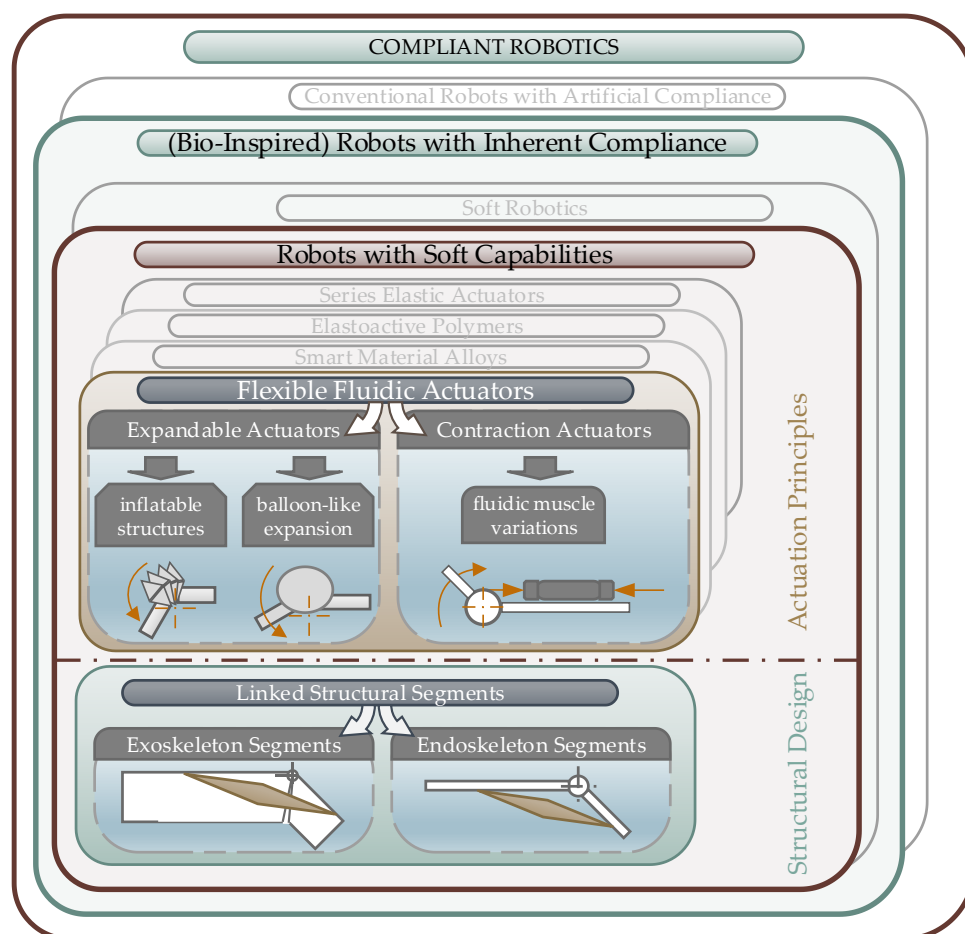 COMPLIANT ROBOTICS
Conventional Robots with Artificial Compliance
(Bio-Inspired) Robots with Inherent Compliance
Soft Robotics
Robots with Soft Capabilities
Series Elastic Actuators
Elastoactive Polymers
Smart Material Alloys
Flexible Fluidic Actuators
Expandable Actuators
Contraction Actuators
inflatable
structures
balloon-like
expansion
fluidic muscle
variations
Actuation Principles
Linked Structural Segments
Exoskeleton Segments
Endoskeleton Segments
Structural Design